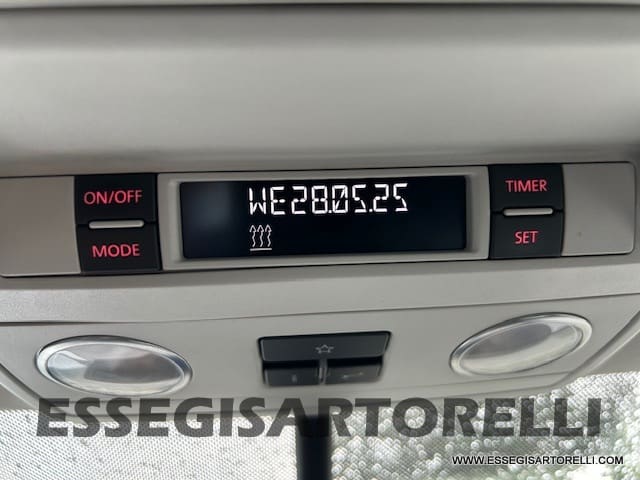 ON/OFF
MODE
WE28.05.25
TIMER
SET
ESSEGISARTORELLI
WWW.ESSEGISARTORELLI.COM